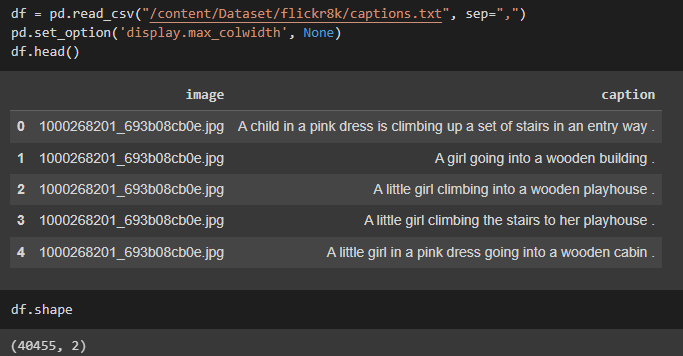 df = pd.read_csv("/content/Dataset/flickr8k/captions.txt", sep=",")
pd.set_option('display.max_colwidth', None)
df.head()
image caption
0 1000268201_693b08cb0e.jpg A child in a pink dress is climbing up a set of stairs in an entry way .
1 1000268201_693b08cb0e.jpg A girl going into a wooden building .
2 1000268201_693b08cb0e.jpg A little girl climbing into a wooden playhouse .
3 1000268201_693b08cb0e.jpg A little girl climbing the stairs to her playhouse .
4 1000268201_693b08cb0e.jpg A little girl in a pink dress going into a wooden cabin .
df.shape
(40455, 2)